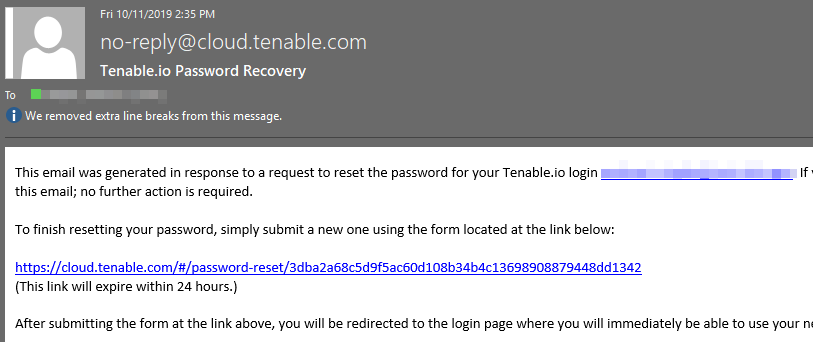 Fri 10/11/2019 2:35 PM
no-reply@cloud.tenable.com
Tenable.io Password Recovery
To
We removed extra line breaks from this message.
This email was generated in response to a request to reset the password for your Tenable.io login If
this email; no further action is required.
To finish resetting your password, simply submit a new one using the form located at the link below:
https://cloud.tenable.com/#/password-reset/3dba2a68c5d9f5ac60d108b34b4c13698908879448dd1342
(This link will expire within 24 hours.)
After submitting the form at the link above, you will be redirected to the login page where you will immediately be able to use your